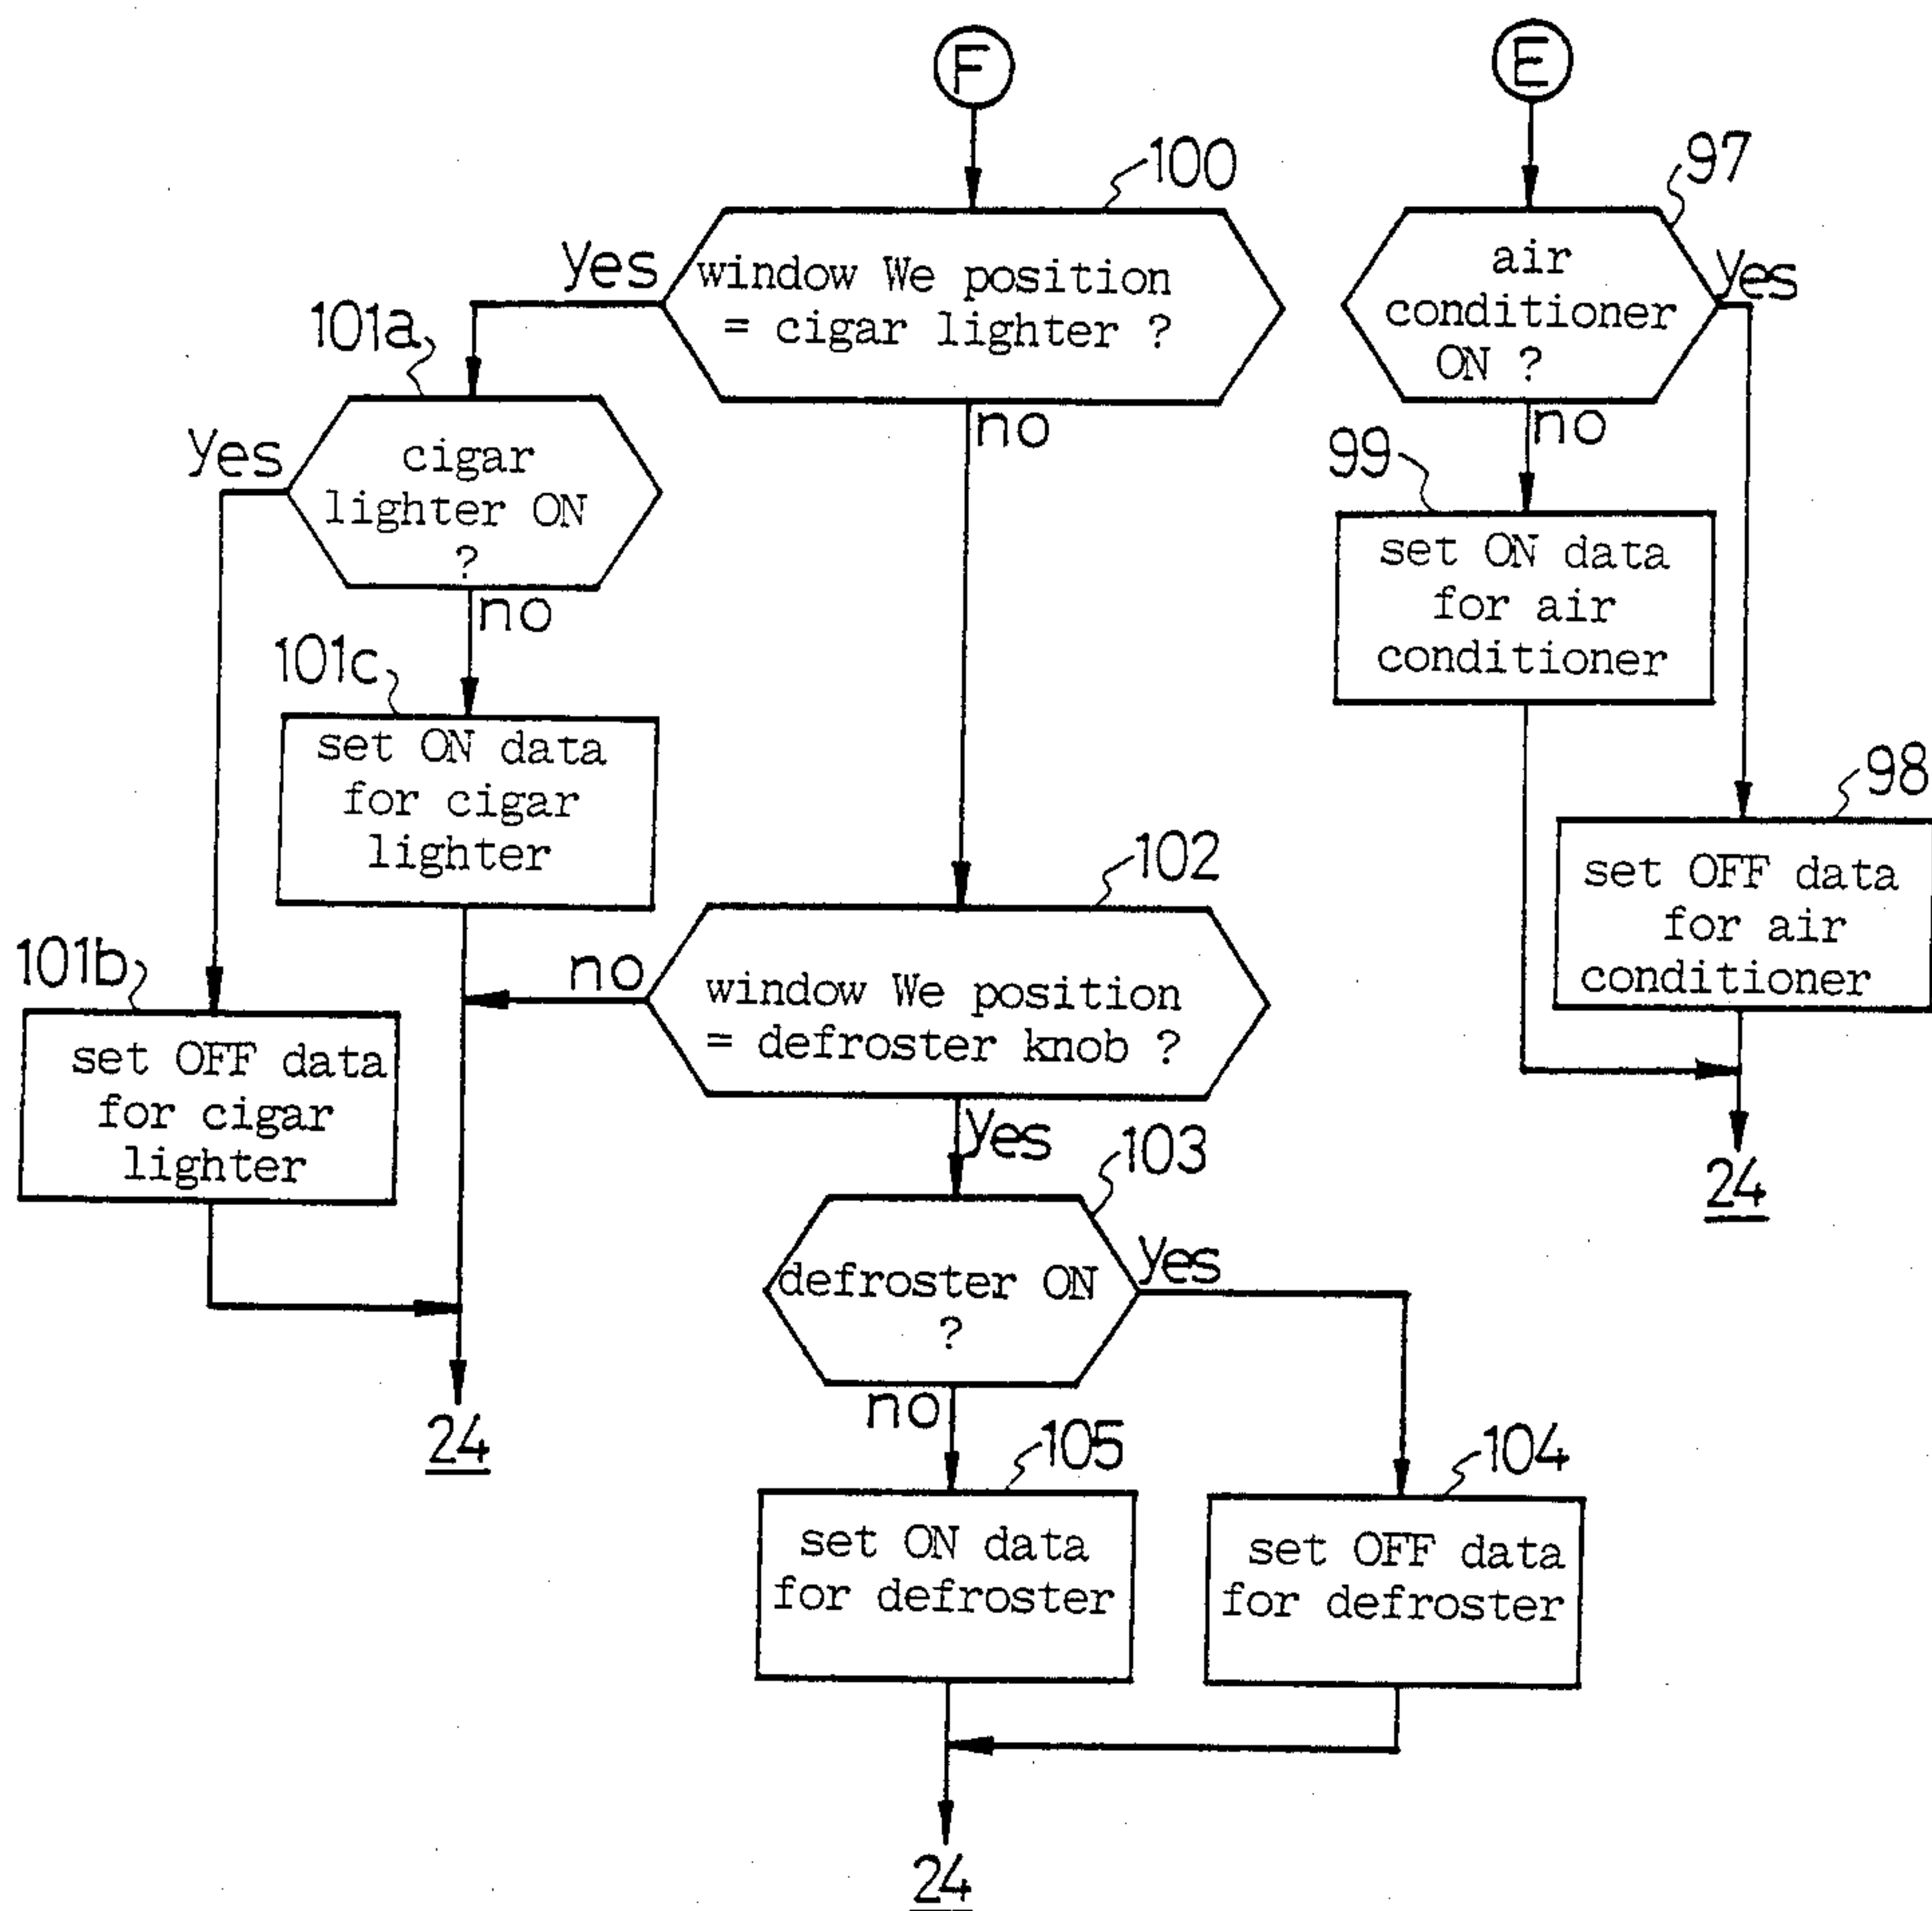 F
E
100
97
yes
window We position
= cigar lighter ?
no
air
conditioner
ON ?
yes
no
101a
yes
cigar
lighter ON
?
no
99
set ON data
for air
conditioner
101c
set ON data
for cigar
lighter
98
set OFF data
for air
conditioner
24
102
no
window We position
= defroster knob ?
yes
101b
set OFF data
for cigar
lighter
24
103
defroster ON
?
yes
no
105
set ON data
for defroster
104
set OFF data
for defroster
24